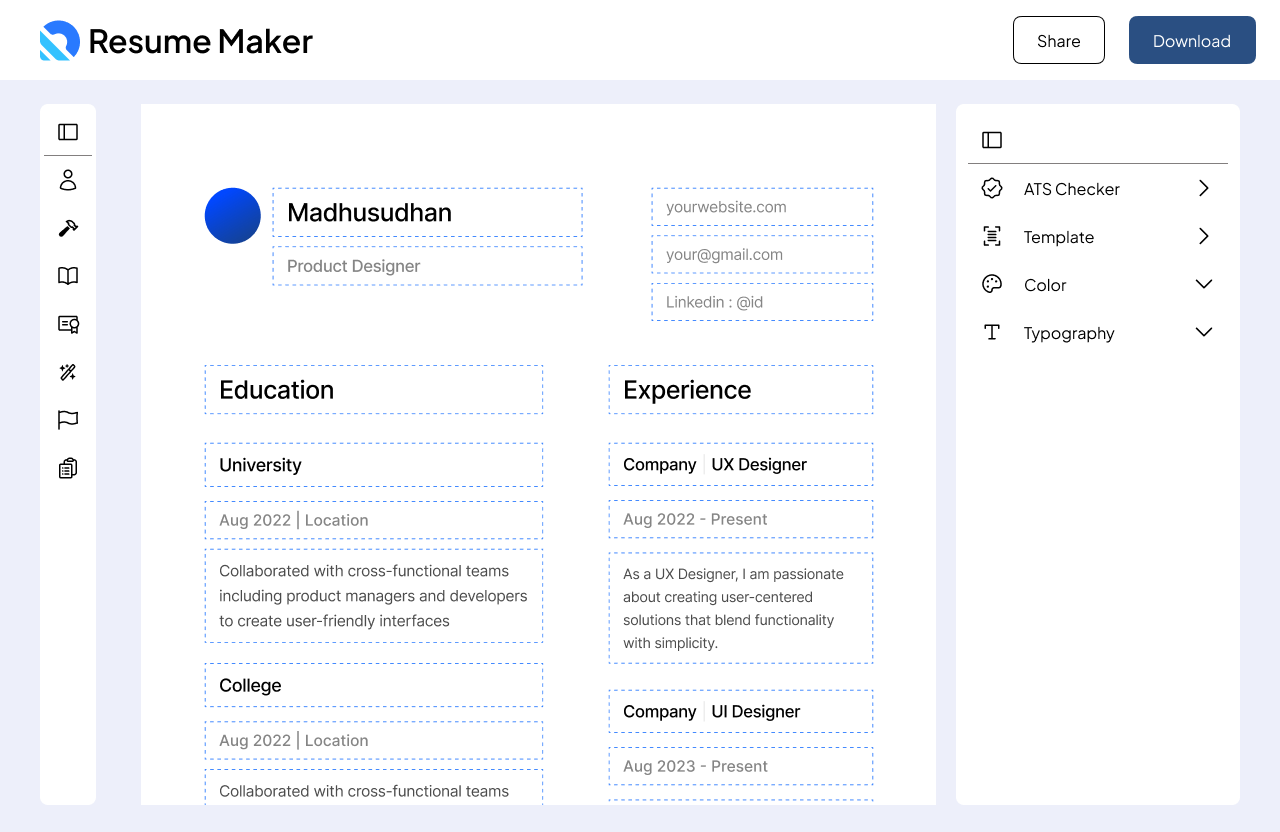 Resume Maker
Share
Download
Madhusudhan
Product Designer
yourwebsite.com
your@gmail.com
Linkedin : @id
Education
University
Aug 2022 | Location
Collaborated with cross-functional teams
including product managers and developers
to create user-friendly interfaces
College
Aug 2022 | Location
Collaborated with cross-functional teams
Experience
Company | UX Designer
Aug 2022 - Present
As a UX Designer, I am passionate
about creating user-centered
solutions that blend functionality
with simplicity.
Company | UI Designer
Aug 2023 - Present
ATS Checker
Template
Color
Typography